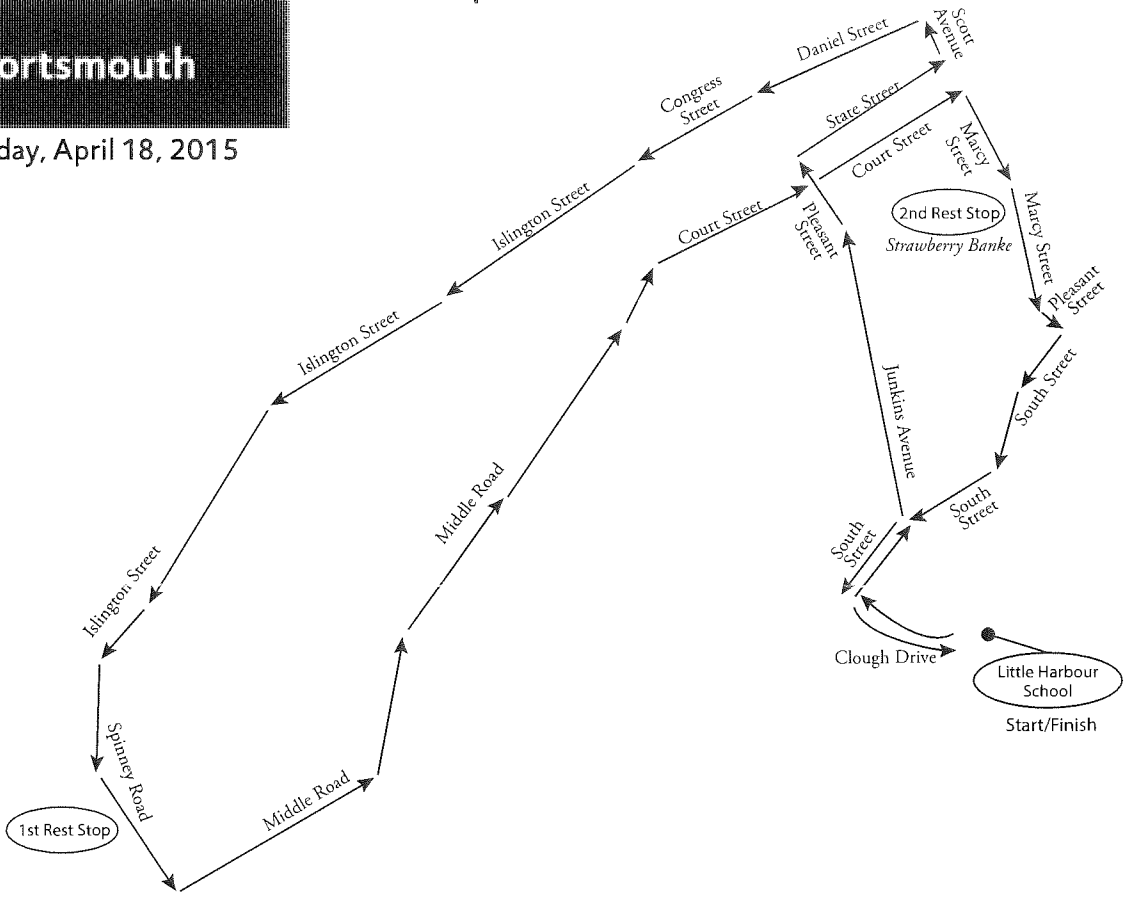 ortsmouth
day, April 18, 2015
Scott
Avenue
Daniel Street
Congress
Street
State Street
Court Street
Marcy
Street
Islington Street
Court Street
Pleasant
Street
2nd Rest Stop
Strawberry Banke
Marcy Street
Pleasant
Street
Islington Street
South Street
Junkins Avenue
Middle Road
South
Street
South
Street
Islington Street
Clough Drive
Little Harbour
School
Start/Finish
Spinney Road
Middle Road
1st Rest Stop